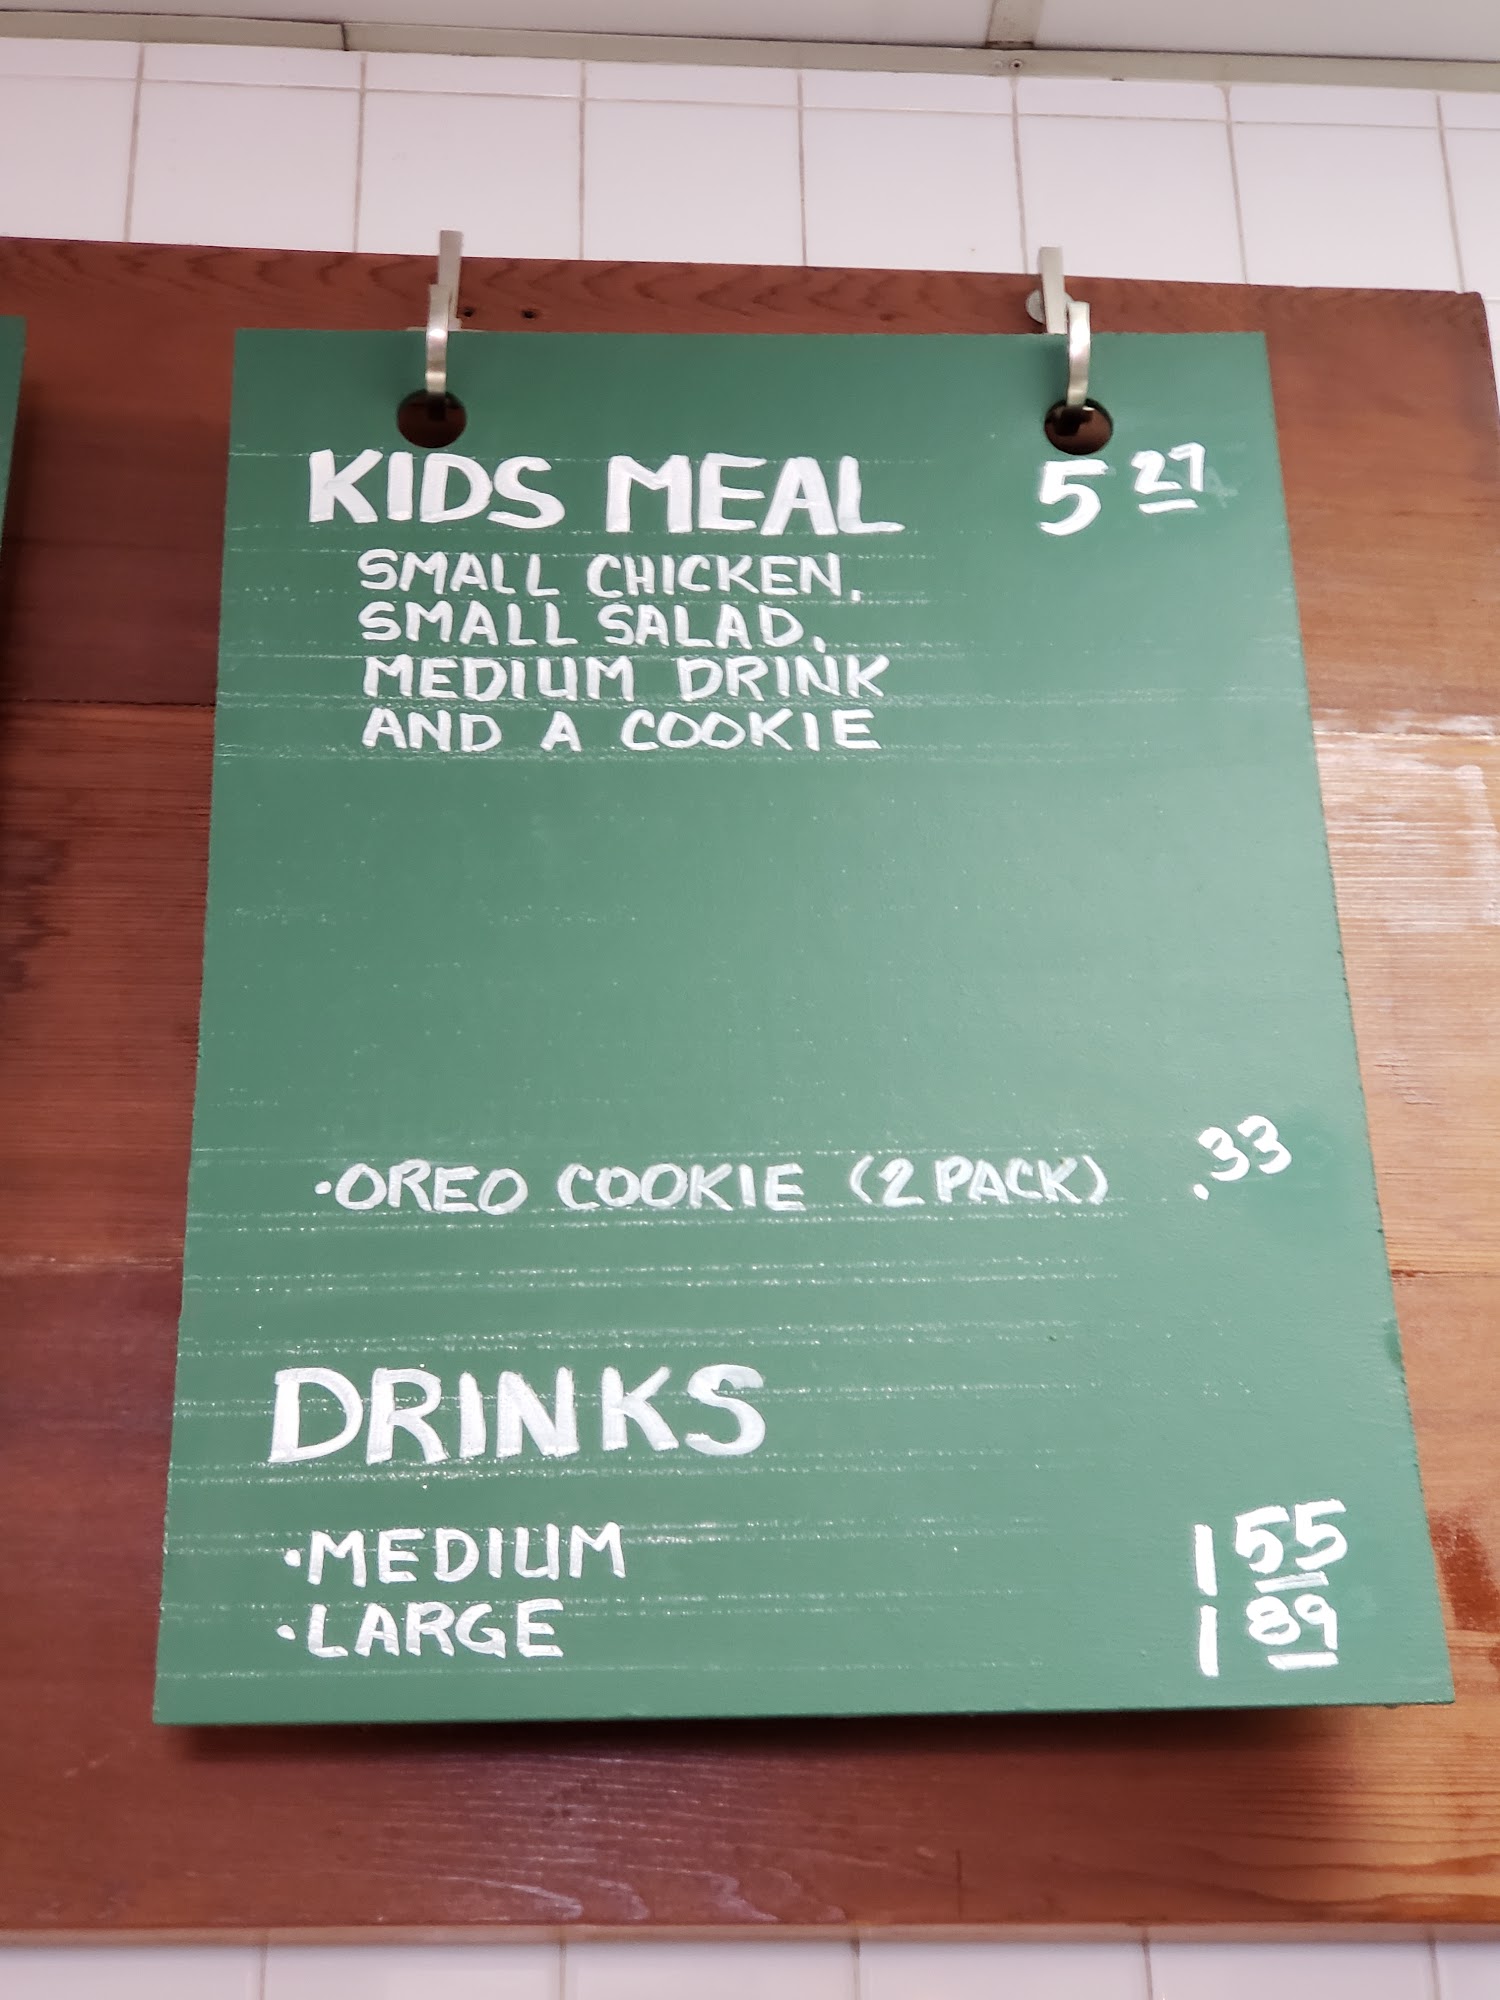 KIDS MEAL 5 27
SMALL CHICKEN,
SMALL SALAD,
MEDIUM DRINK
AND A COOKIE
•OREO COOKIE (2 PACK) .33
DRINKS
•MEDIUM 1 55
•LARGE 1 89